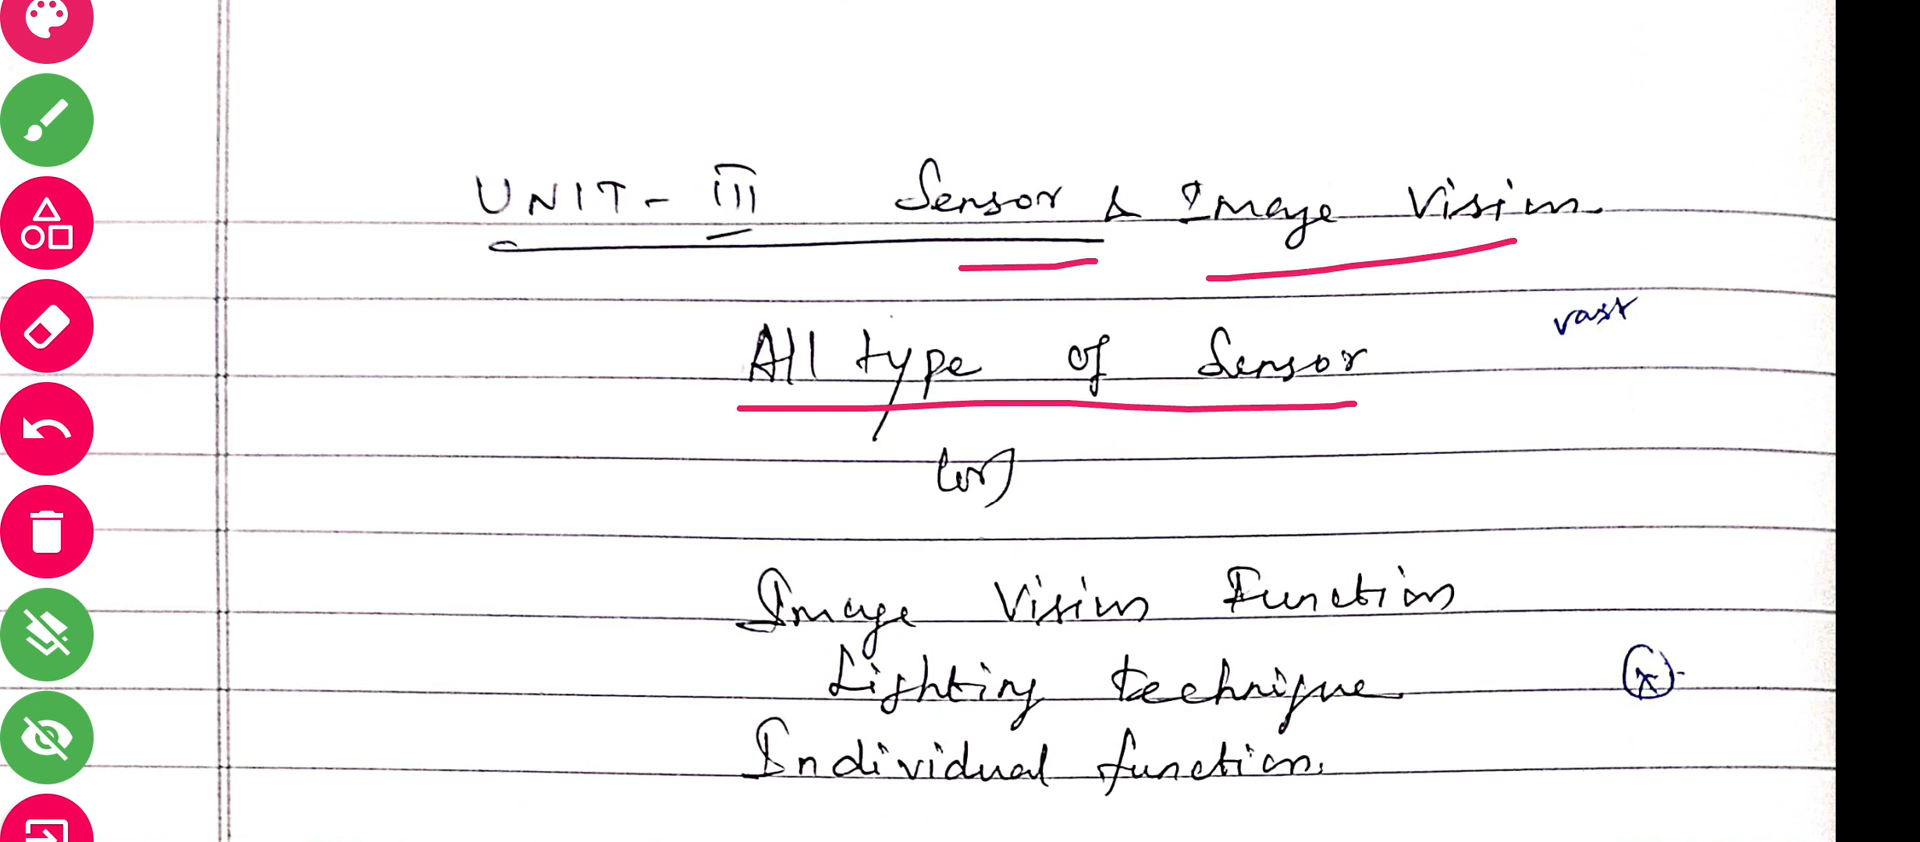 UNIT - III Sensor & Image Vision
vast
All type of Sensor
(or)
Image Vision Function
Lighting technique
Individual function.